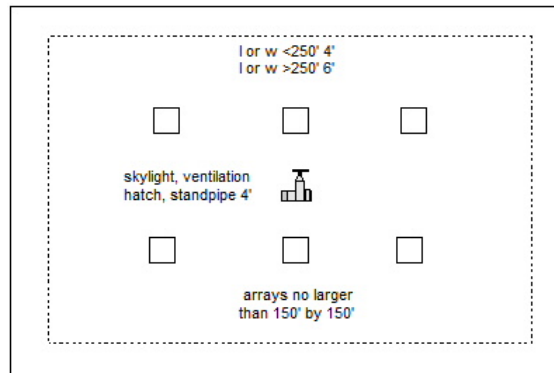 l or w <250' 4'
l or w >250' 6'
skylight, ventilation
hatch, standpipe 4'
arrays no larger
than 150' by 150'